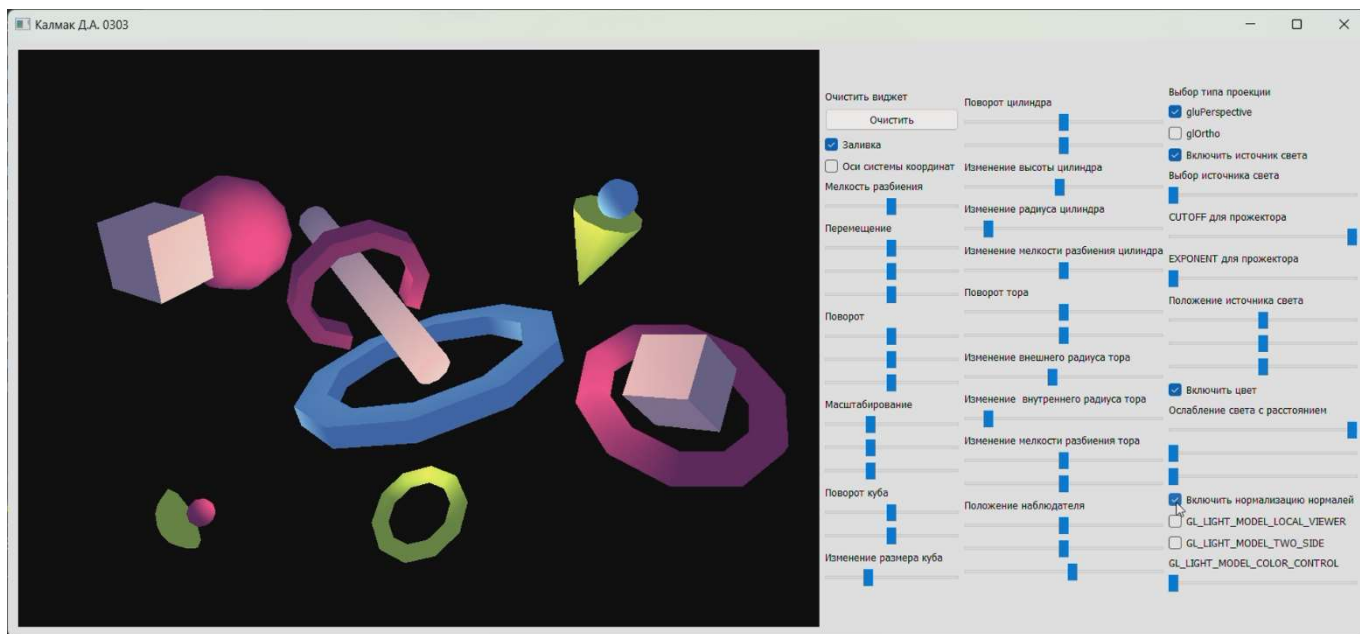 Калмак Д.А. 0303
Очистить виджет
Очистить
Заливка
Оси системы координат
Мелкость разбиения
Перемещение
Поворот
Масштабирование
Поворот куба
Изменение размера куба
Поворот цилиндра
Изменение высоты цилиндра
Изменение радиуса цилиндра
Изменение мелкости разбиения цилиндра
Поворот тора
Изменение внешнего радиуса тора
Изменение внутреннего радиуса тора
Изменение мелкости разбиения тора
Положение наблюдателя
Выбор типа проекции
gluPerspective
glOrtho
Включить источник света
Выбор источника света
CUTOFF для прожектора
EXPONENT для прожектора
Положение источника света
Включить цвет
Ослабление света с расстоянием
Включить нормализацию нормалей
GL_LIGHT_MODEL_LOCAL_VIEWER
GL_LIGHT_MODEL_TWO_SIDE
GL_LIGHT_MODEL_COLOR_CONTROL